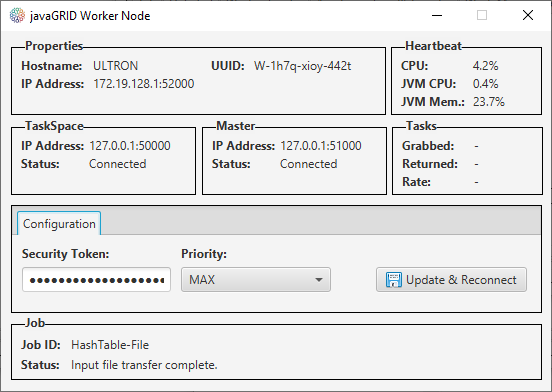 javaGRID Worker Node
Properties
Hostname: ULTRON UUID: W-1h7q-xioy-442t
IP Address: 172.19.128.1:52000
Heartbeat
CPU: 4.2%
JVM CPU: 0.4%
JVM Mem.: 23.7%
TaskSpace
IP Address: 127.0.0.1:50000
Status: Connected
Master
IP Address: 127.0.0.1:51000
Status: Connected
Tasks
Grabbed: -
Returned: -
Rate: -
Configuration
Security Token: Priority:
●●●●●●●●●●●●●●●●●●● MAX Update & Reconnect
Job
Job ID: HashTable-File
Status: Input file transfer complete.